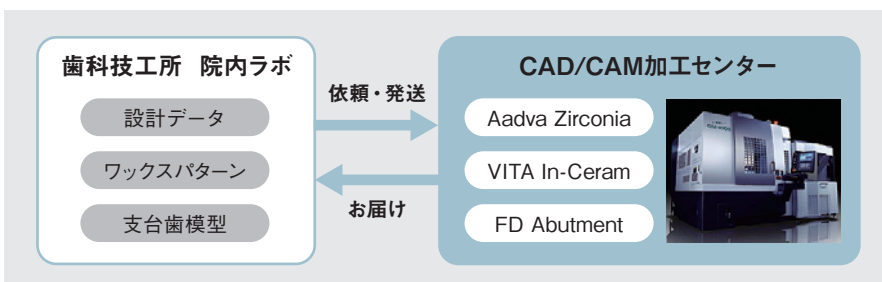 歯科技工所 院内ラボ
設計データ
ワックスパターン
支台歯模型
依頼・発送
お届け
CAD/CAM加工センター
Aadva Zirconia
VITA In-Ceram
FD Abutment